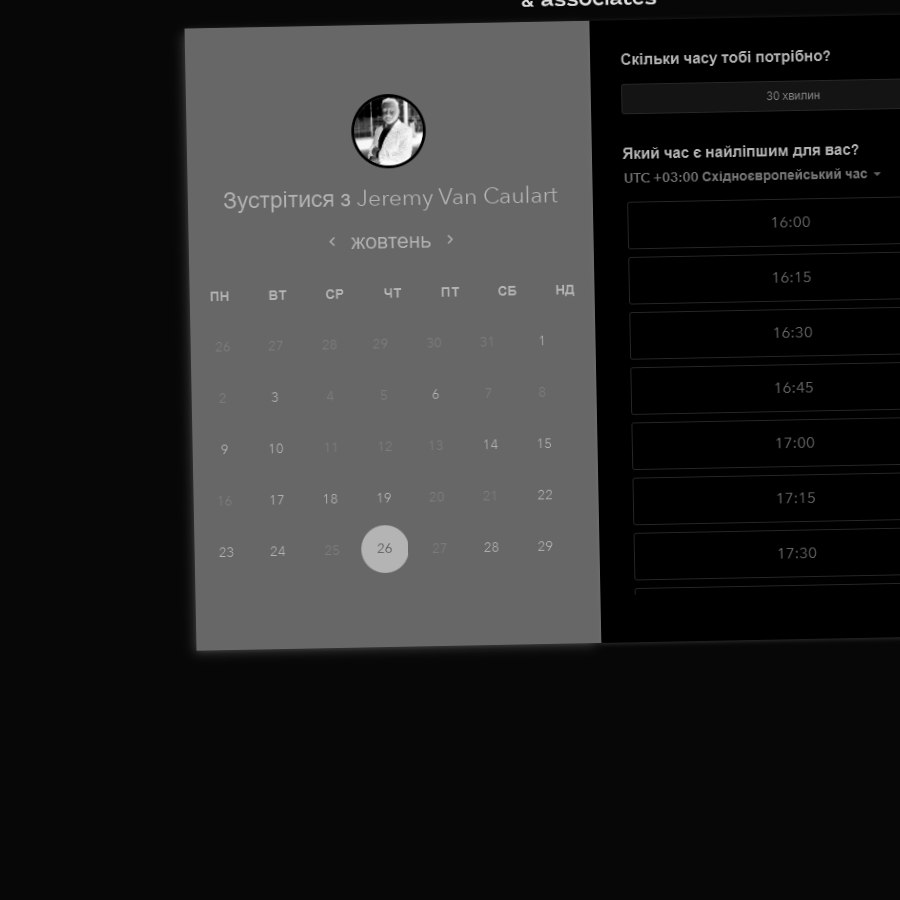 & associates
Зустрітися з Jeremy Van Caulart
жовтень
ПН ВТ СР ЧТ ПТ СБ НД
26 27 28 29 30 31 1
2 3 4 5 6 7 8
9 10 11 12 13 14 15
16 17 18 19 20 21 22
23 24 25 26 27 28 29
Скільки часу тобі потрібно?
30 хвилин
Який час є найліпшим для вас?
UTC +03:00 Східноєвропейський час
16:00
16:15
16:30
16:45
17:00
17:15
17:30